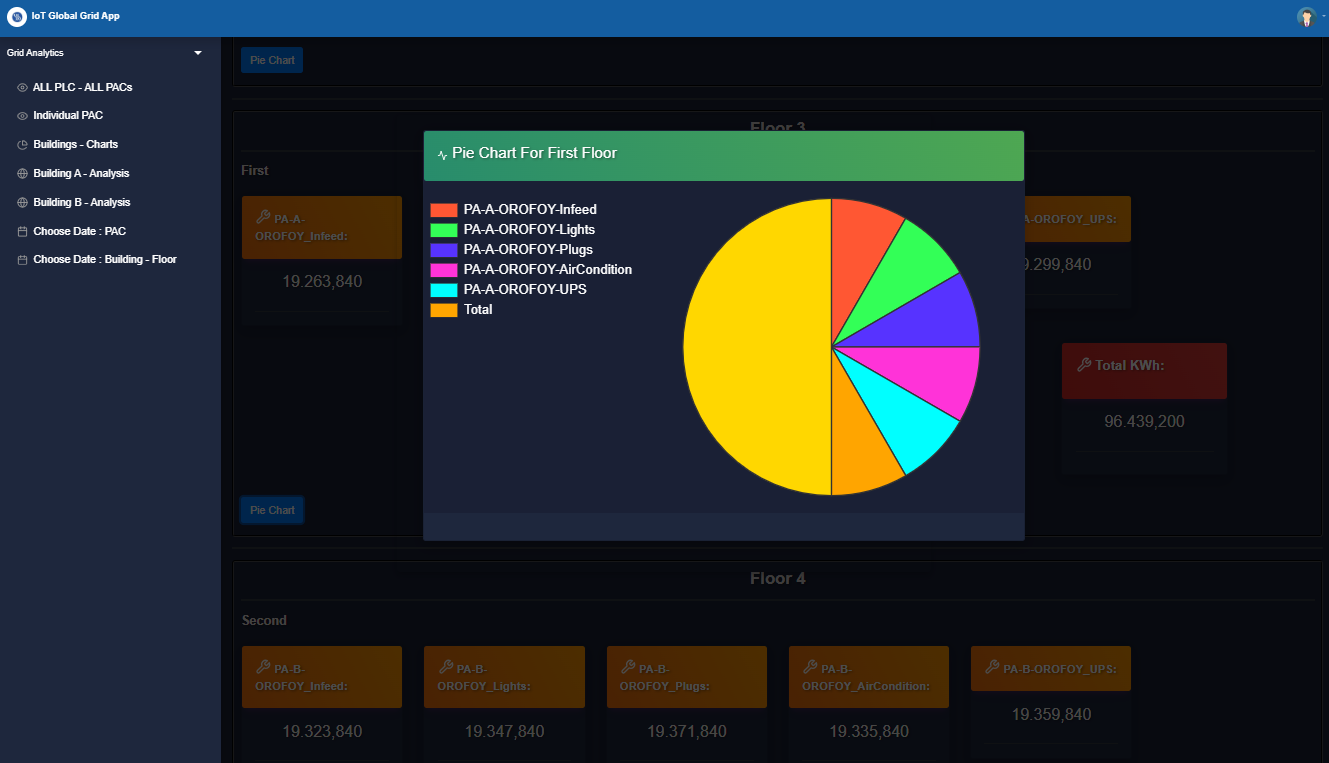 IoT Global Grid App
Grid Analytics
ALL PLC - ALL PACs
Individual PAC
Buildings - Charts
Building A - Analysis
Building B - Analysis
Choose Date : PAC
Choose Date : Building - Floor
Pie Chart
Floor 3
First
PA-A-
OROFOY_Infeed:
19.263,840
Pie Chart For First Floor
PA-A-OROFOY-Infeed
PA-A-OROFOY-Lights
PA-A-OROFOY-Plugs
PA-A-OROFOY-AirCondition
PA-A-OROFOY-UPS
Total
A-OROFOY_UPS:
9.299,840
Total KWh:
96.439,200
Pie Chart
Floor 4
Second
PA-B-
OROFOY_Infeed:
19.323,840
PA-B-
OROFOY_Lights:
19.347,840
PA-B-
OROFOY_Plugs:
19.371,840
PA-B-
OROFOY_AirCondition:
19.335,840
PA-B-OROFOY_UPS:
19.359,840